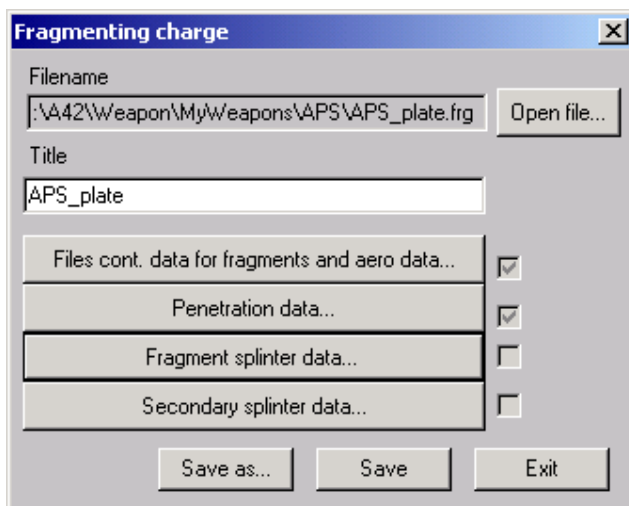 Fragmenting charge
Filename
:\A42\Weapon\MyWeapons\APS\APS_plate.frg
Open file...
Title
APS_plate
Files cont. data for fragments and aero data...
Penetration data...
Fragment splinter data...
Secondary splinter data...
Save as... Save Exit